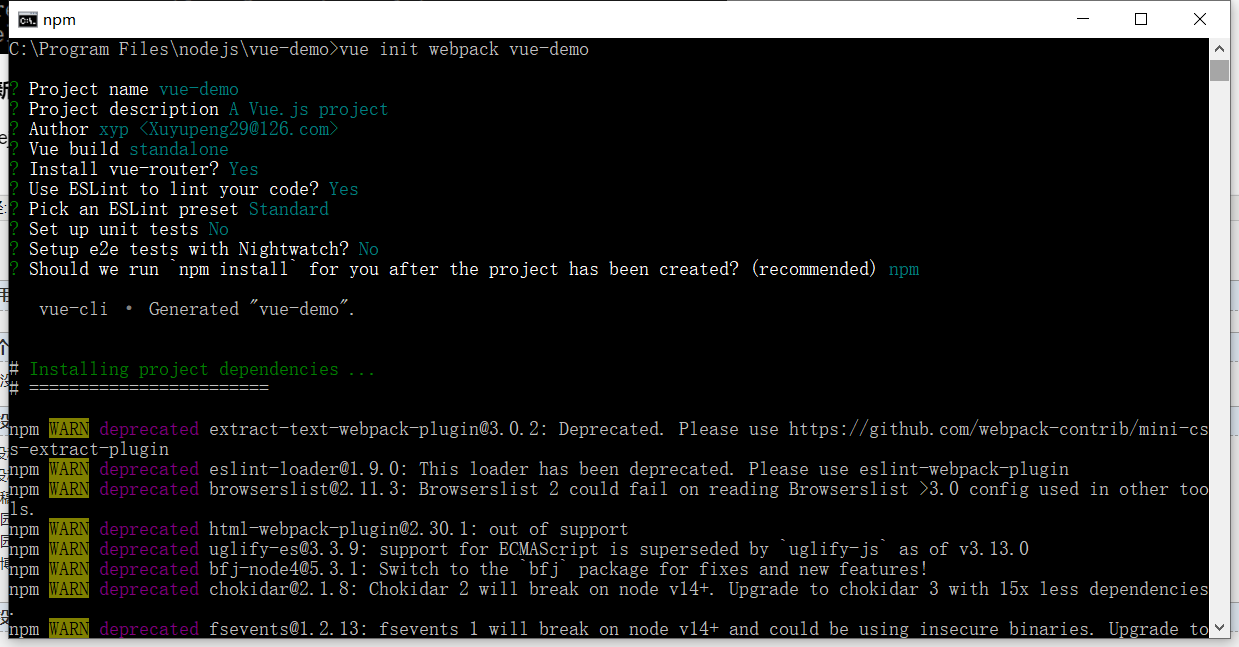 npm
C:\Program Files\nodejs\vue-demo>vue init webpack vue-demo
? Project name vue-demo
? Project description A Vue.js project
? Author xyp <Xuyupeng29@126.com>
? Vue build standalone
? Install vue-router? Yes
? Use ESLint to lint your code? Yes
? Pick an ESLint preset Standard
? Set up unit tests No
? Setup e2e tests with Nightwatch? No
? Should we run `npm install` for you after the project has been created? (recommended) npm
vue-cli · Generated "vue-demo".
# Installing project dependencies ...
# ========================
npm WARN deprecated extract-text-webpack-plugin@3.0.2: Deprecated. Please use https://github.com/webpack-contrib/mini-cs
s-extract-plugin
npm WARN deprecated eslint-loader@1.9.0: This loader has been deprecated. Please use eslint-webpack-plugin
npm WARN deprecated browserslist@2.11.3: Browserslist 2 could fail on reading Browserslist >3.0 config used in other too
ls.
npm WARN deprecated html-webpack-plugin@2.30.1: out of support
npm WARN deprecated uglify-es@3.3.9: support for ECMAScript is superseded by `uglify-js` as of v3.13.0
npm WARN deprecated bfj-node4@5.3.1: Switch to the `bfj` package for fixes and new features!
npm WARN deprecated chokidar@2.1.8: Chokidar 2 will break on node v14+. Upgrade to chokidar 3 with 15x less dependencies
.
npm WARN deprecated fsevents@1.2.13: fsevents 1 will break on node v14+ and could be using insecure binaries. Upgrade to